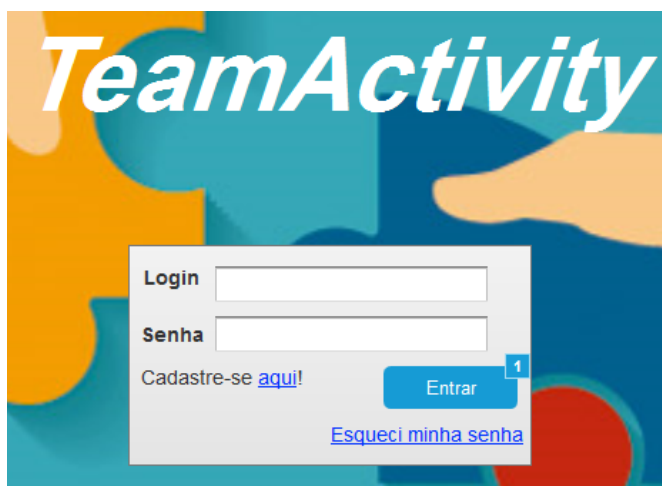 TeamActivity
Login
Senha
Cadastre-se aqui!
Entrar
1
Esqueci minha senha